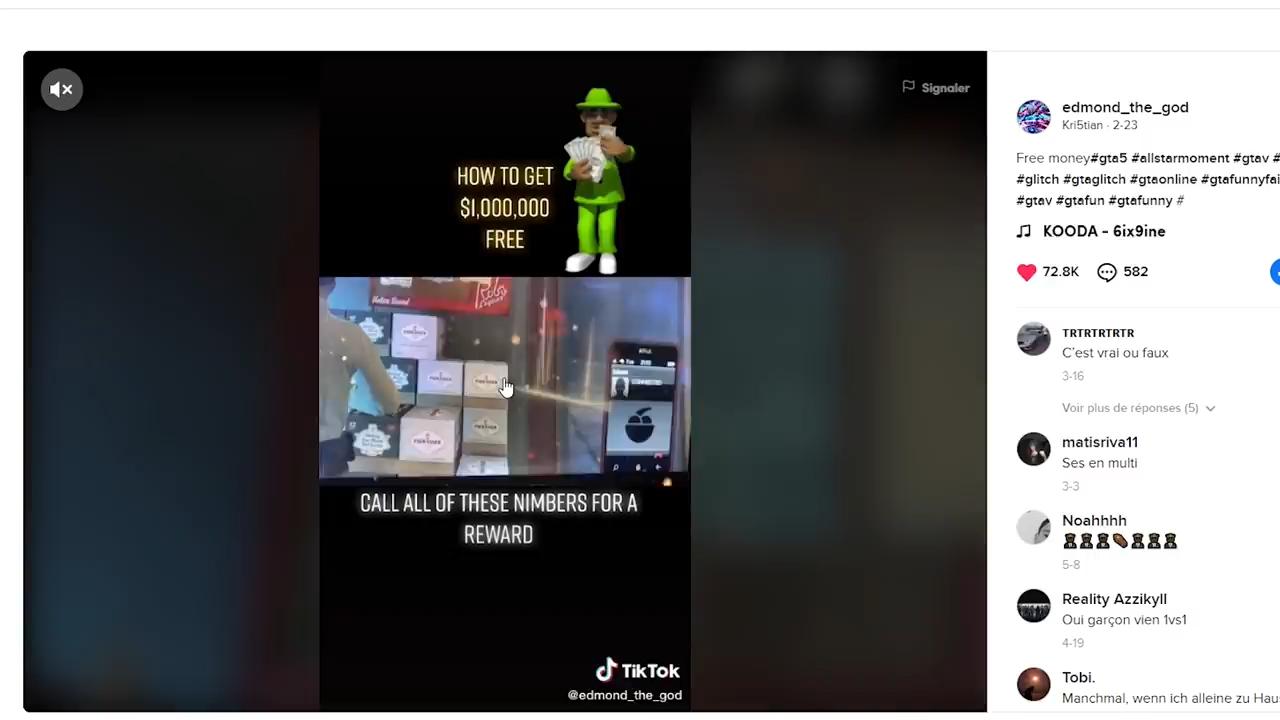 Signaler
HOW TO GET
$1,000,000
FREE
CALL ALL OF THESE NIMBERS FOR A
REWARD
TikTok
@edmond_the_god
edmond_the_god
Kri5tian · 2-23
Free money#gta5 #allstarmoment #gtav #
#glitch #gtaglitch #gtaonline #gtafunnyfai
#gtav #gtafun #gtafunny #
KOODA - 6ix9ine
72.8K
582
TRTRTRTRTR
C'est vrai ou faux
3-16
Voir plus de réponses (5)
matisriva11
Ses en multi
3-3
Noahhhh
5-8
Reality Azzikyll
Oui garçon vien 1vs1
4-19
Tobi.
Manchmal, wenn ich alleine zu Hau